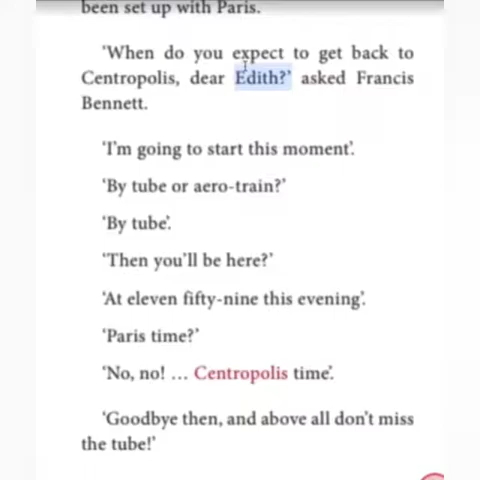 been set up with Paris.
‘When do you expect to get back to
Centropolis, dear Edith?’ asked Francis
Bennett.
‘I’m going to start this moment’.
‘By tube or aero-train?’
‘By tube’.
‘Then you’ll be here?’
‘At eleven fifty-nine this evening’.
‘Paris time?’
‘No, no! … Centropolis time’.
‘Goodbye then, and above all don’t miss
the tube!’